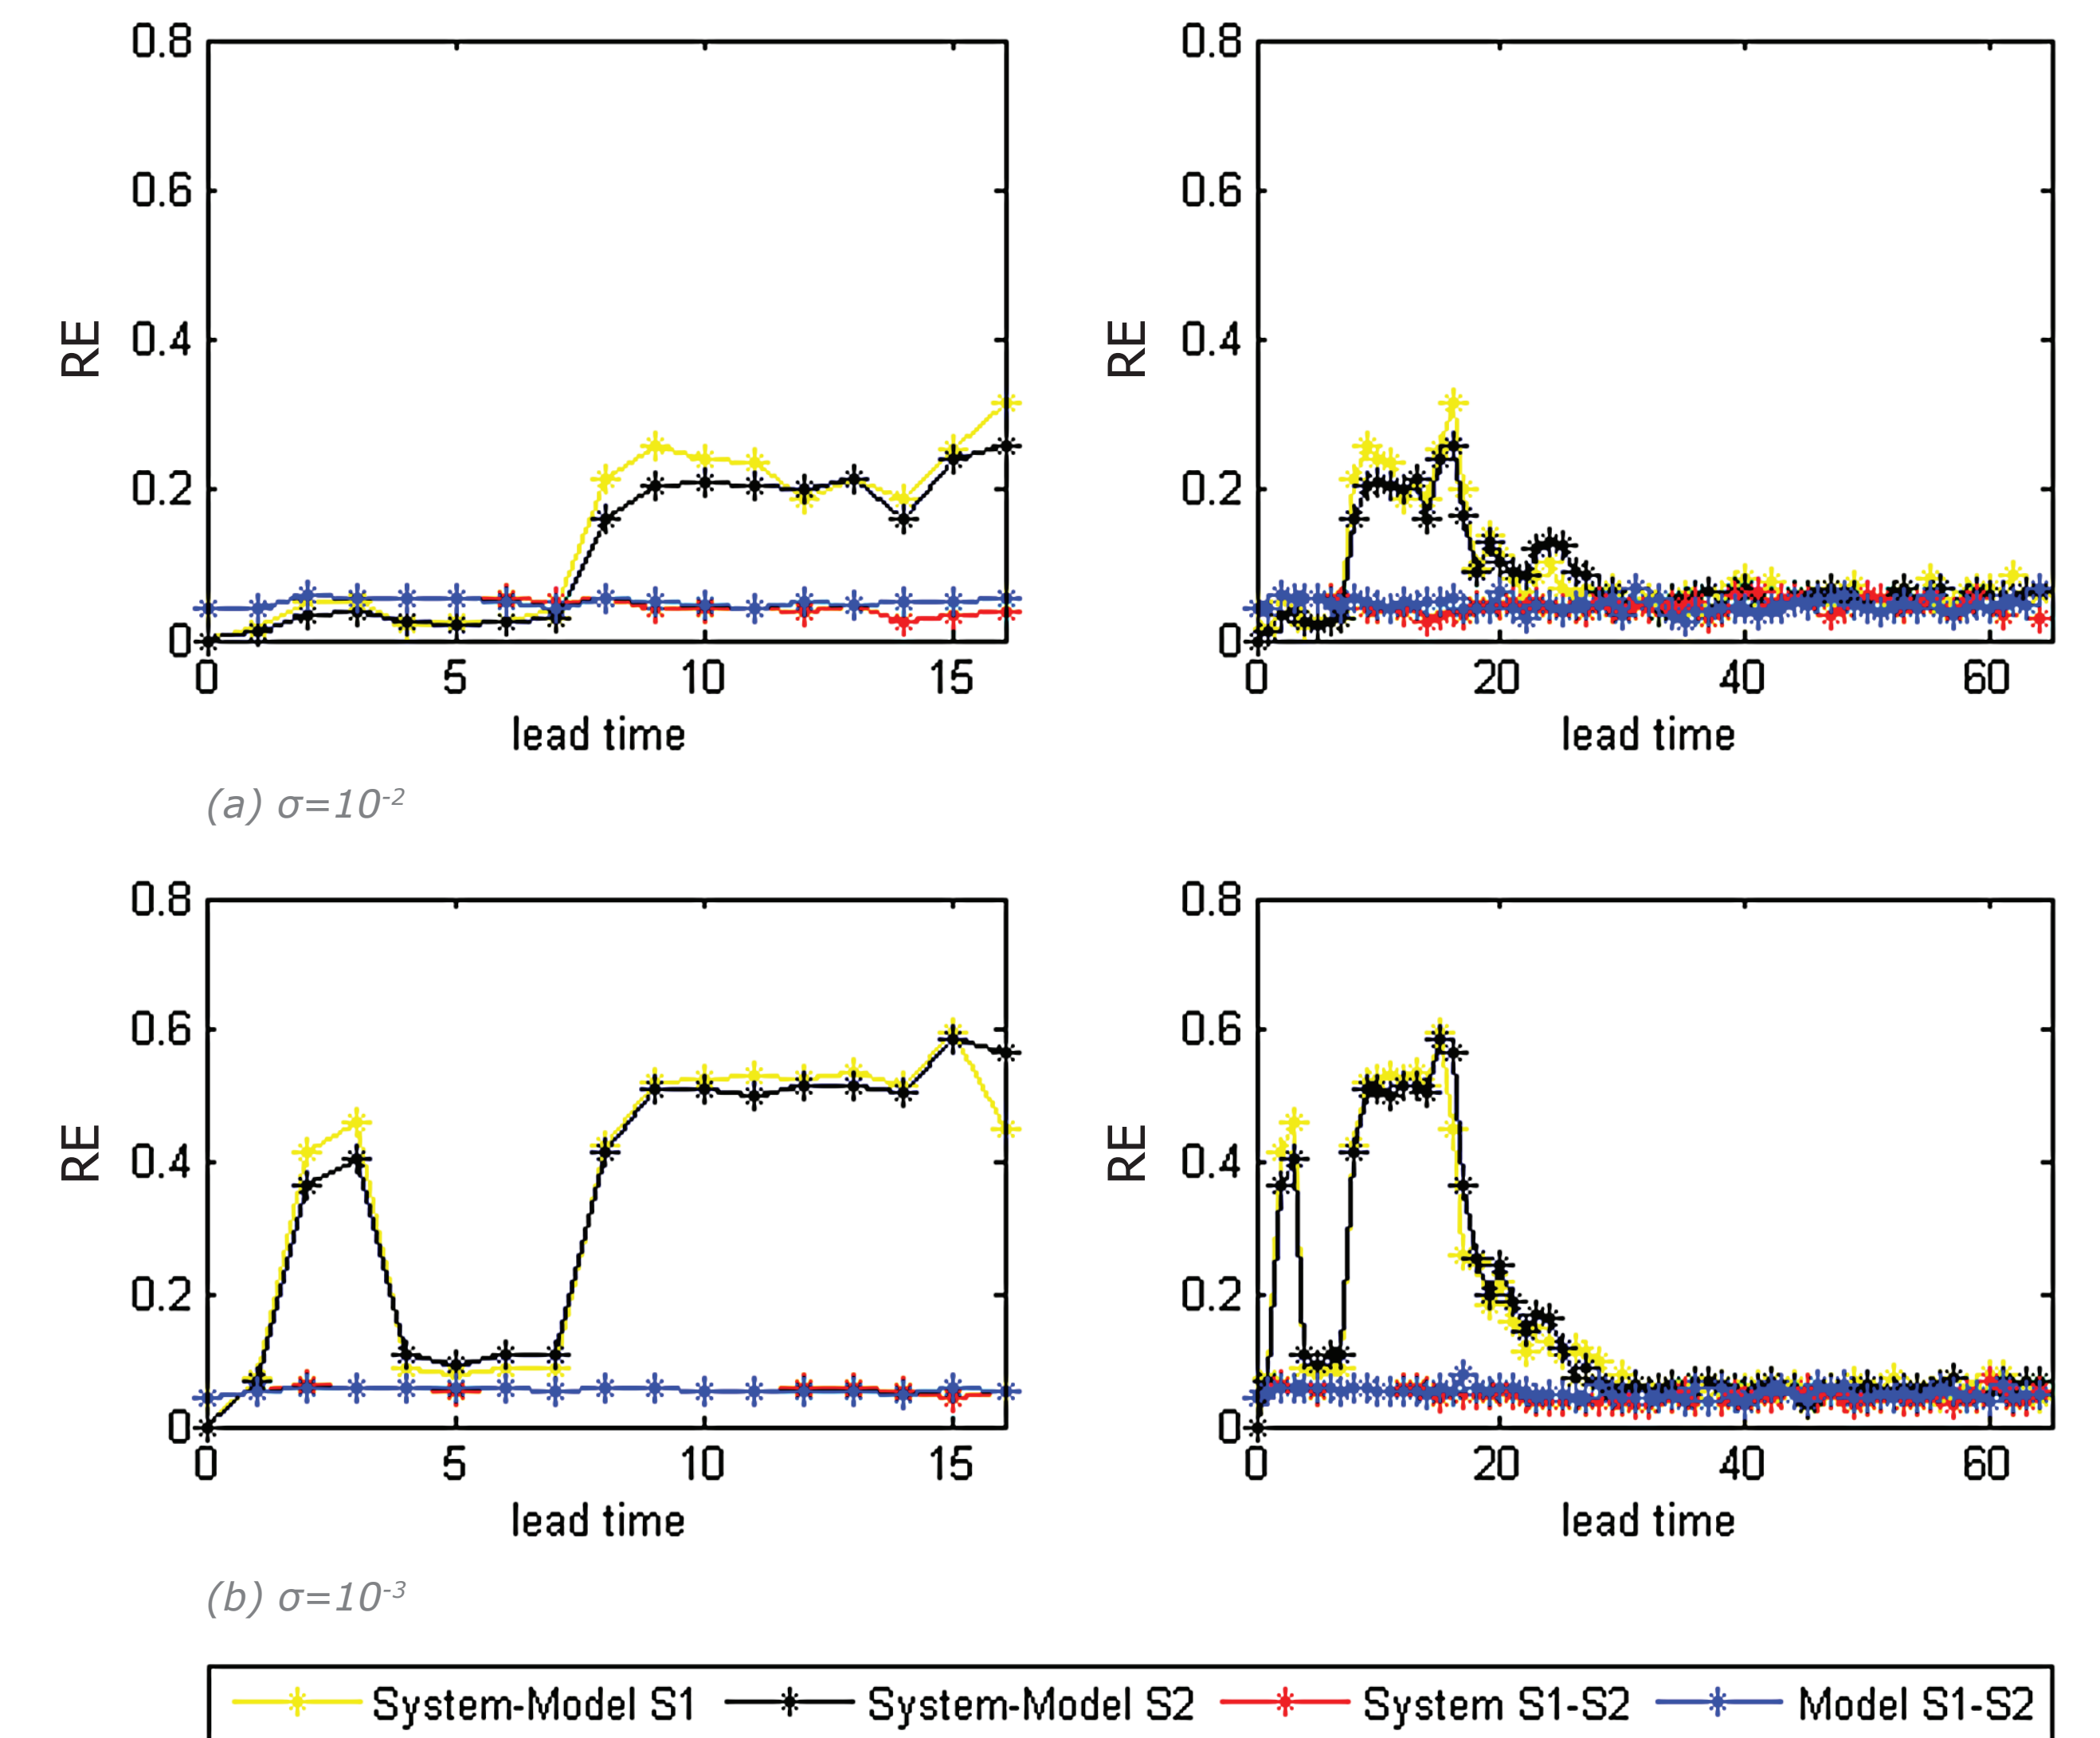 0.8
0.6
0.4
0.2
0
RE
0 5 10 15
lead time
0.8
0.6
0.4
0.2
0
RE
0 20 40 60
lead time
(a) σ=10⁻²
0.8
0.6
0.4
0.2
0
RE
0 5 10 15
lead time
0.8
0.6
0.4
0.2
0
RE
0 20 40 60
lead time
(b) σ=10⁻³
System-Model S1 System-Model S2 System S1-S2 Model S1-S2